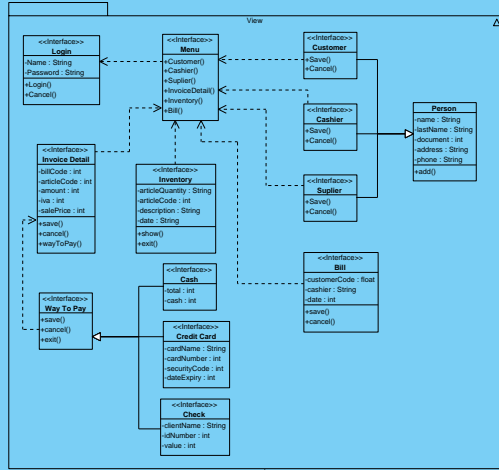 View
<<Interface>>
Login
-Name : String
-Password : String
+Login()
+Cancel()
<<Interface>>
Menu
+Customer()
+Cashier()
+Suplier()
+InvoiceDetail()
+Inventory()
+Bill()
<<Interface>>
Customer
+Save()
+Cancel()
<<Interface>>
Cashier
+Save()
+Cancel()
<<Interface>>
Suplier
+Save()
+Cancel()
Person
-name : String
-lastName : String
-document : int
-address : String
-phone : String
+add()
<<Interface>>
Invoice Detail
-billCode : int
-articleCode : int
-amount : int
-iva : int
-salePrice : int
+save()
+cancel()
+wayToPay()
<<Interface>>
Inventory
-articleQuantity : String
-articleCode : int
-description : String
-date : String
+show()
+exit()
<<Interface>>
Bill
-customerCode : float
-cashier : String
-date : int
+save()
+cancel()
<<Interface>>
Way To Pay
+save()
+cancel()
+exit()
<<Interface>>
Cash
-total : int
-cash : int
<<Interface>>
Credit Card
-cardName : String
-cardNumber : int
-securityCode : int
-dateExpiry : int
<<Interface>>
Check
-clientName : String
-idNumber : int
-value : int